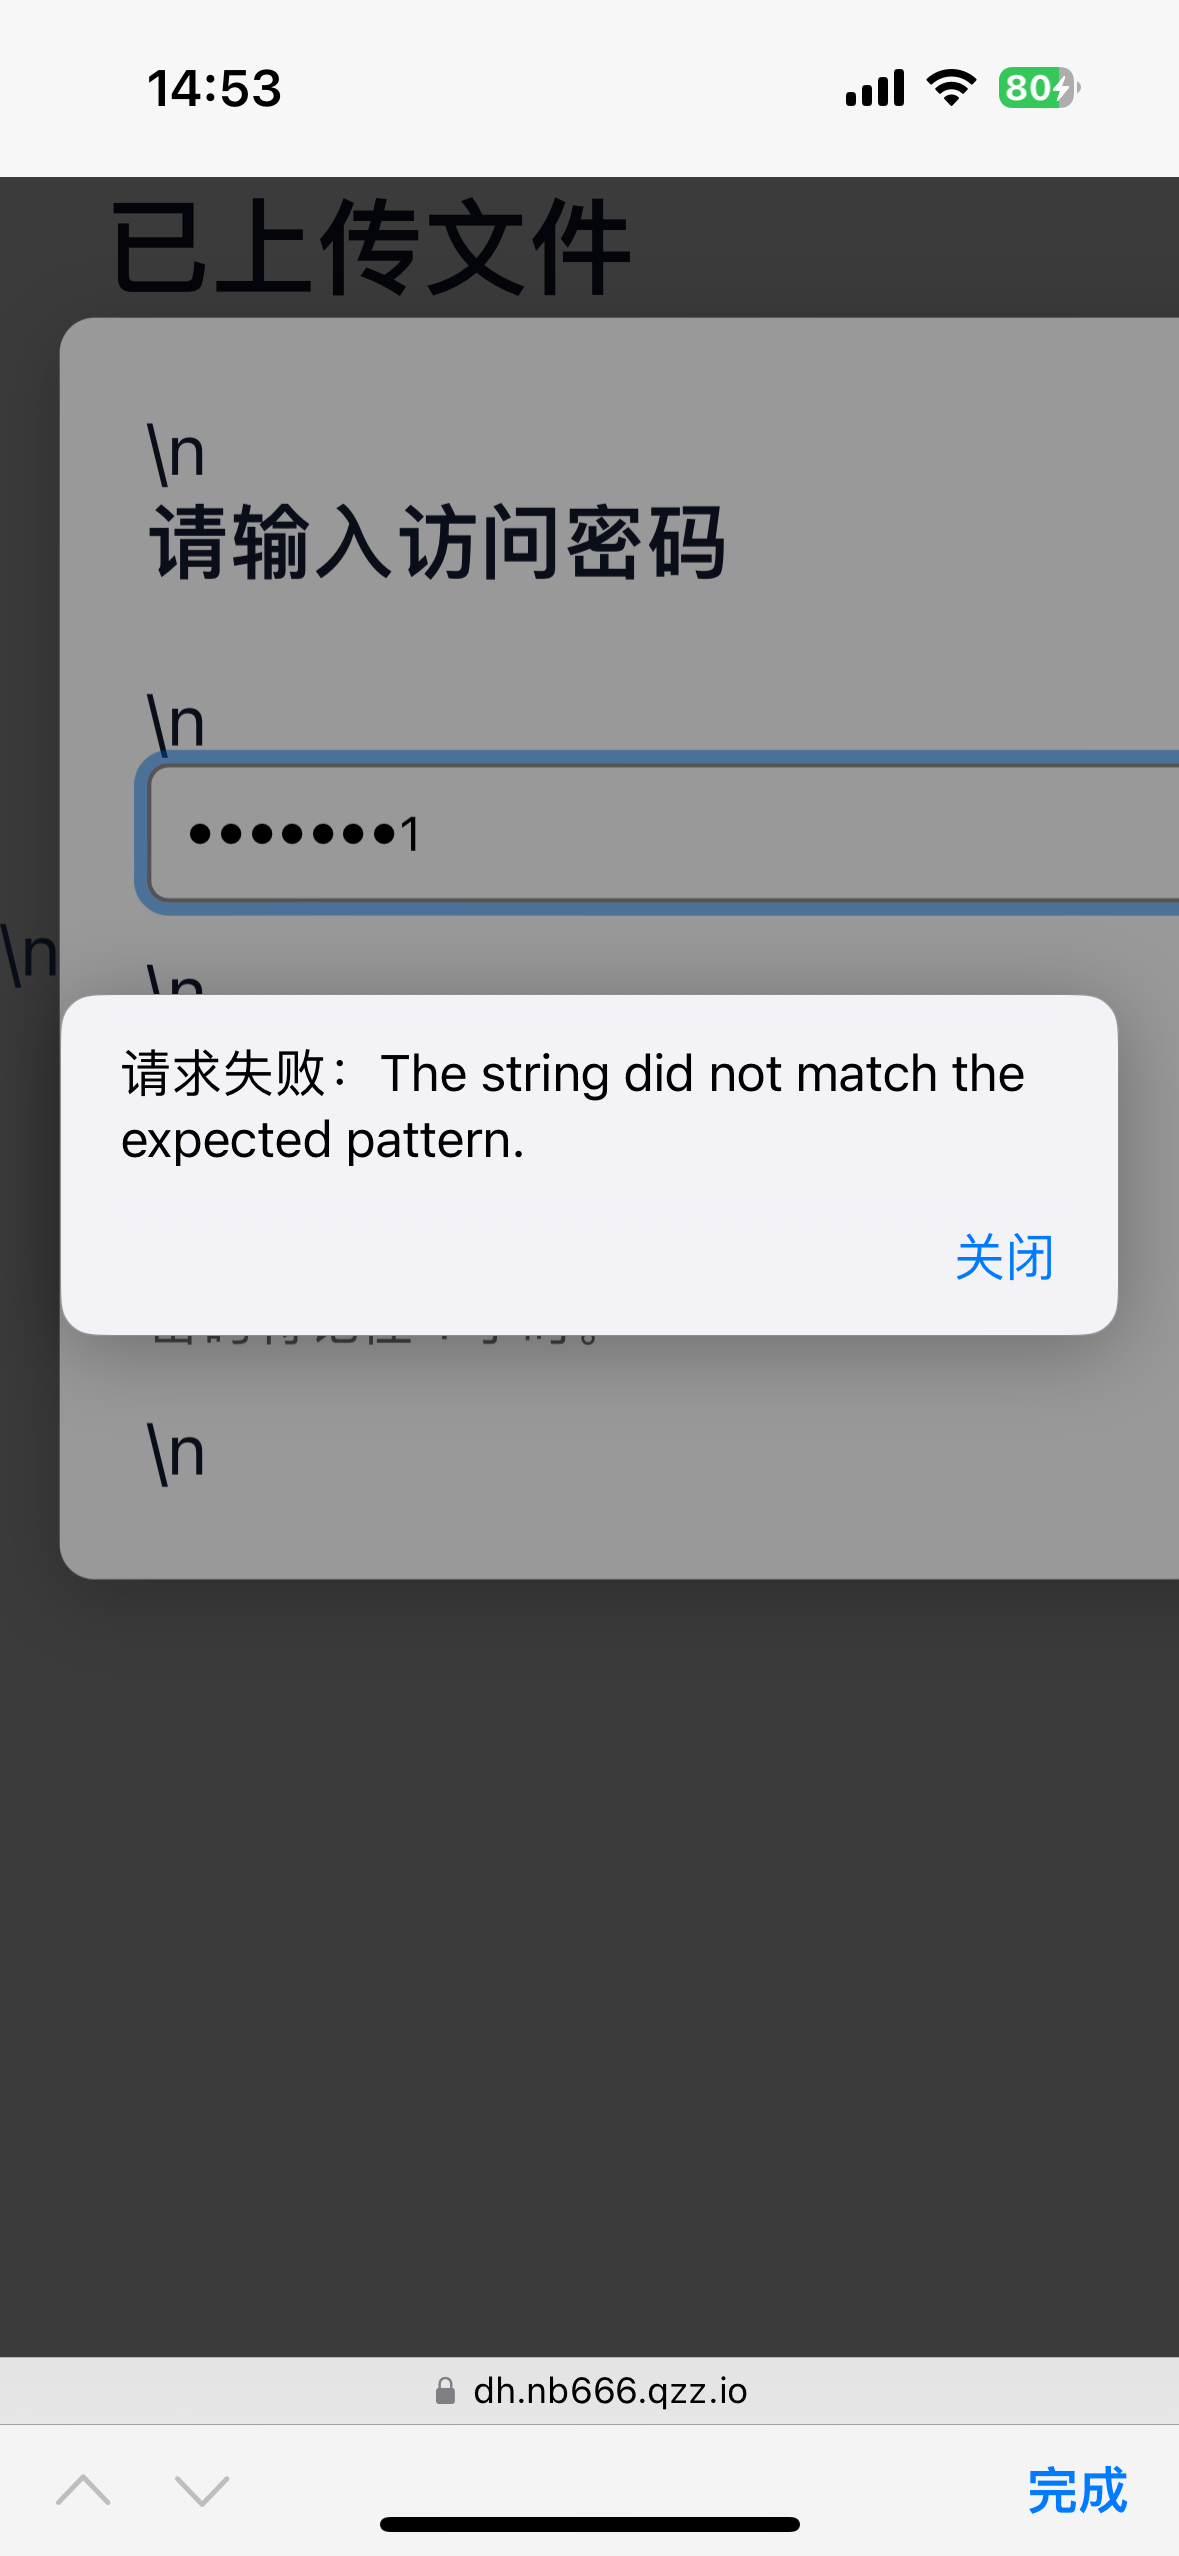 14:53
80
已上传文件
\n
请输入访问密码
\n
•••••••1
\n
\n
请求失败：The string did not match the
expected pattern.
关闭
\n
dh.nb666.qzz.io
完成